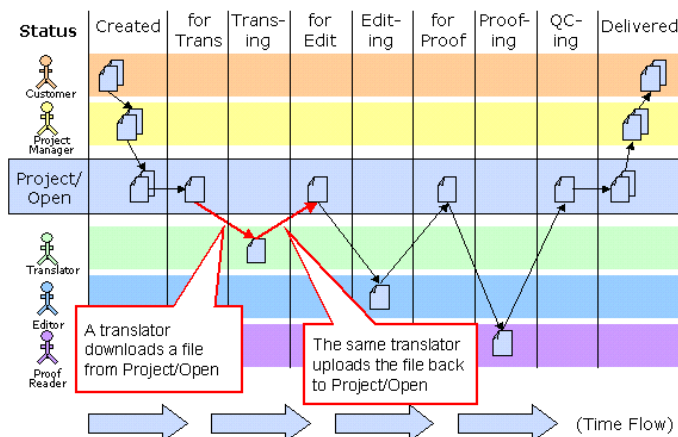 Status
Created
for
Trans
Trans-
ing
for
Edit
Edit-
ing
for
Proof
Proof-
ing
QC-
ing
Delivered
Customer
Project
Manager
Project/
Open
Translator
Editor
Proof
Reader
A translator
downloads a file
from Project/Open
The same translator
uploads the file back
to Project/Open
(Time Flow)